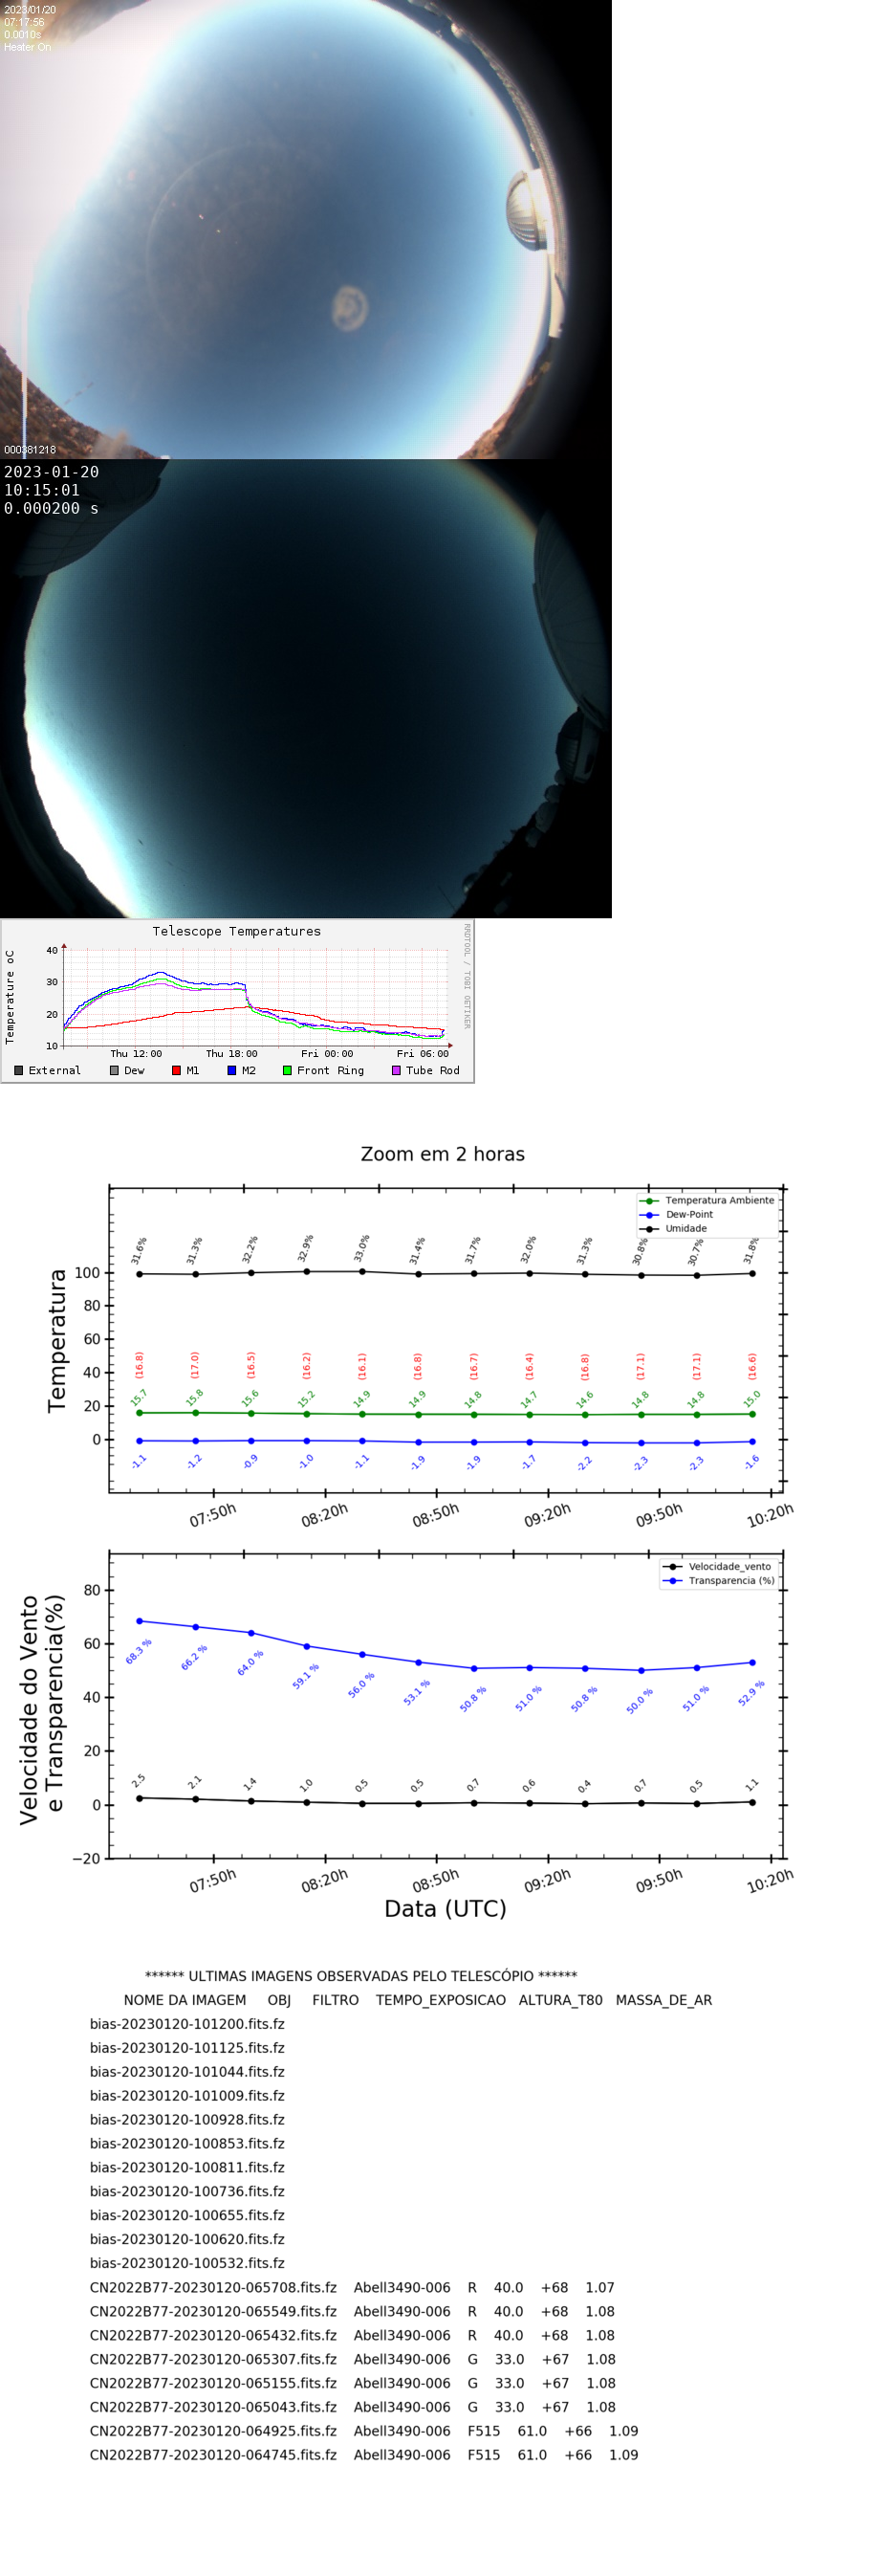 2023/01/20
07:17:56
0.0010s
Heater On
000381218
2023-01-20
10:15:01
0.000200 s
Telescope Temperatures
RRDTOOL / TOBI OETIKER
Temperature oC
40
30
20
10
Thu 12:00 Thu 18:00 Fri 00:00 Fri 06:00
External Dew M1 M2 Front Ring Tube Rod
Zoom em 2 horas
Temperatura Ambiente
Dew-Point
Umidade
31.6% 31.3% 32.2% 32.9% 33.0% 31.4% 31.7% 32.0% 31.3% 30.8% 30.7% 31.8%
Temperatura
100
80
60
40
20
0
(16.8) (17.0) (16.5) (16.2) (16.1) (16.8) (16.7) (16.4) (16.8) (17.1) (17.1) (16.6)
15.7 15.8 15.6 15.2 14.9 14.9 14.8 14.7 14.6 14.8 14.8 15.0
-1.1 -1.2 -0.9 -1.0 -1.1 -1.9 -1.9 -1.7 -2.2 -2.3 -2.3 -1.6
07:50h 08:20h 08:50h 09:20h 09:50h 10:20h
Velocidade_vento
Transparencia (%)
Velocidade do Vento
e Transparencia(%)
80
60
40
20
0
−20
68.3 % 66.2 % 64.0 % 59.1 % 56.0 % 53.1 % 50.8 % 51.0 % 50.8 % 50.0 % 51.0 % 52.9 %
2.5 2.1 1.4 1.0 0.5 0.5 0.7 0.6 0.4 0.7 0.5 1.1
07:50h 08:20h 08:50h 09:20h 09:50h 10:20h
Data (UTC)
****** ULTIMAS IMAGENS OBSERVADAS PELO TELESCÓPIO ******
NOME DA IMAGEM OBJ FILTRO TEMPO_EXPOSICAO ALTURA_T80 MASSA_DE_AR
bias-20230120-101200.fits.fz
bias-20230120-101125.fits.fz
bias-20230120-101044.fits.fz
bias-20230120-101009.fits.fz
bias-20230120-100928.fits.fz
bias-20230120-100853.fits.fz
bias-20230120-100811.fits.fz
bias-20230120-100736.fits.fz
bias-20230120-100655.fits.fz
bias-20230120-100620.fits.fz
bias-20230120-100532.fits.fz
CN2022B77-20230120-065708.fits.fz Abell3490-006 R 40.0 +68 1.07
CN2022B77-20230120-065549.fits.fz Abell3490-006 R 40.0 +68 1.08
CN2022B77-20230120-065432.fits.fz Abell3490-006 R 40.0 +68 1.08
CN2022B77-20230120-065307.fits.fz Abell3490-006 G 33.0 +67 1.08
CN2022B77-20230120-065155.fits.fz Abell3490-006 G 33.0 +67 1.08
CN2022B77-20230120-065043.fits.fz Abell3490-006 G 33.0 +67 1.08
CN2022B77-20230120-064925.fits.fz Abell3490-006 F515 61.0 +66 1.09
CN2022B77-20230120-064745.fits.fz Abell3490-006 F515 61.0 +66 1.09